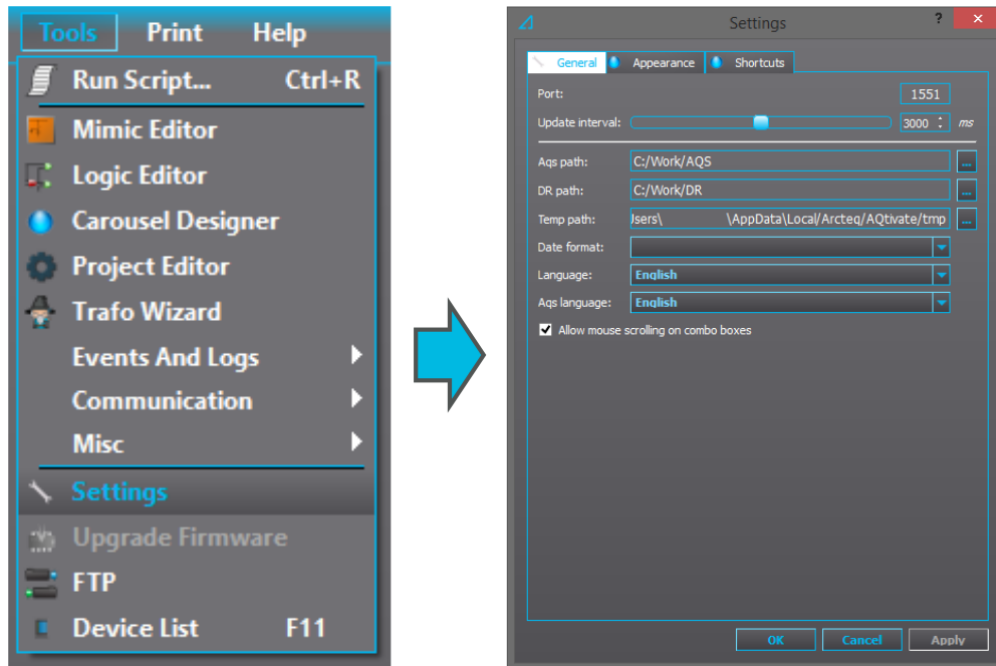 Tools Print Help
Run Script... Ctrl+R
Mimic Editor
Logic Editor
Carousel Designer
Project Editor
Trafo Wizard
Events And Logs
Communication
Misc
Settings
Upgrade Firmware
FTP
Device List F11
Settings ?
General Appearance Shortcuts
Port: 1551
Update interval: 3000 ms
Aqs path: C:/Work/AQS ...
DR path: C:/Work/DR ...
Temp path: Jsers\ \AppData\Local/Arcteq/AQtivate/tmp ...
Date format:
Language: English
Aqs language: English
Allow mouse scrolling on combo boxes
OK Cancel Apply